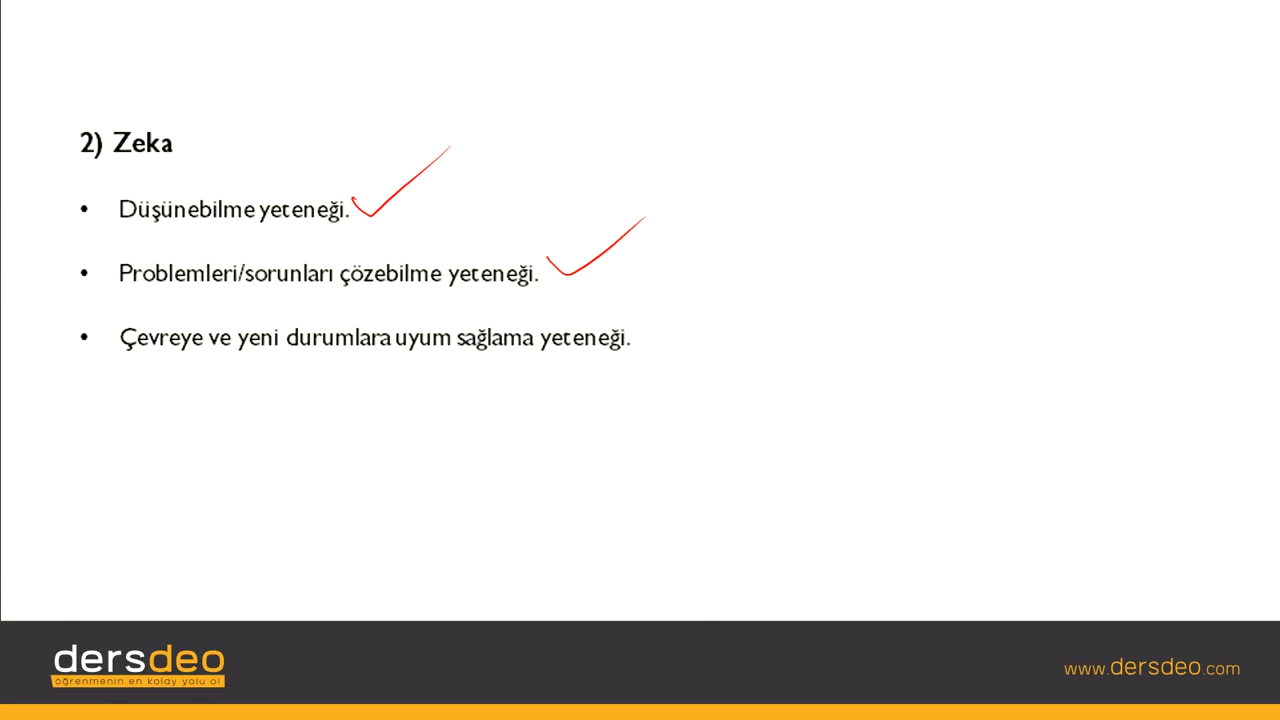 2) Zeka
• Düşünebilme yeteneği.
• Problemleri/sorunları çözebilme yeteneği.
• Çevreye ve yeni durumlara uyum sağlama yeteneği.
dersdeo
öğrenmenin en kolay yolu o!
www.dersdeo.com